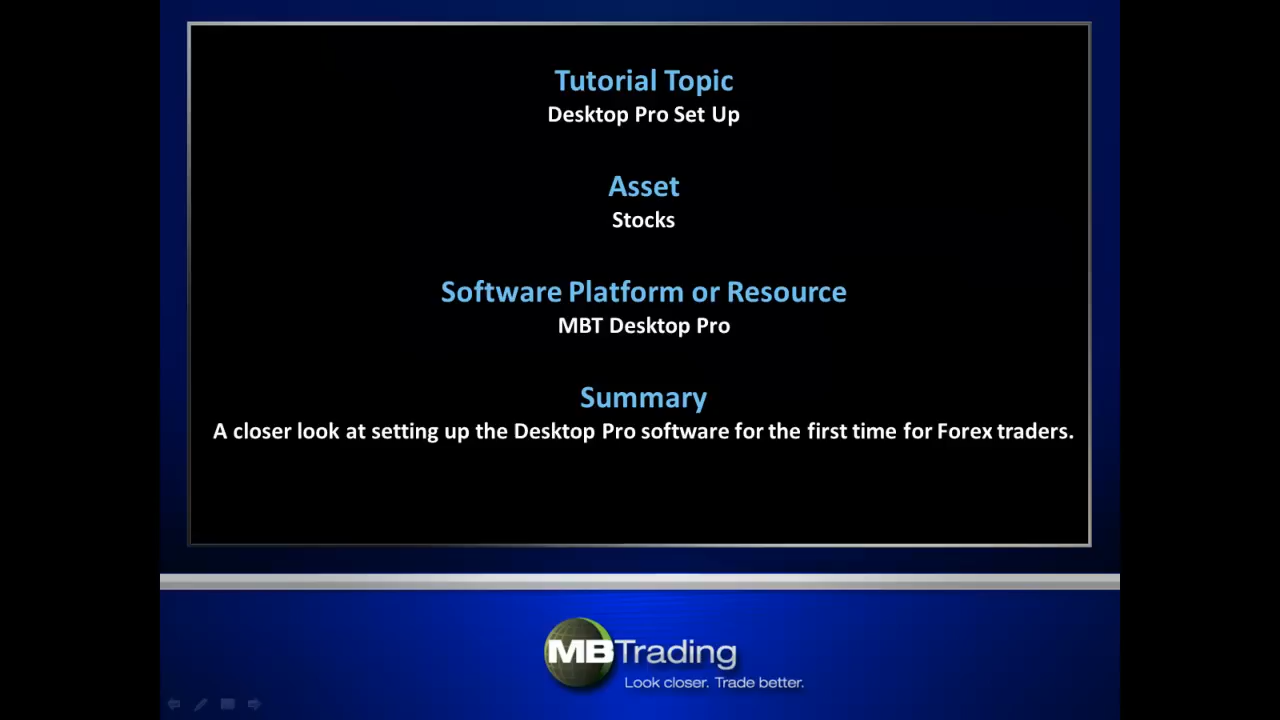 Tutorial Topic
Desktop Pro Set Up
Asset
Stocks
Software Platform or Resource
MBT Desktop Pro
Summary
A closer look at setting up the Desktop Pro software for the first time for Forex traders.
MBTrading
Look closer. Trade better.